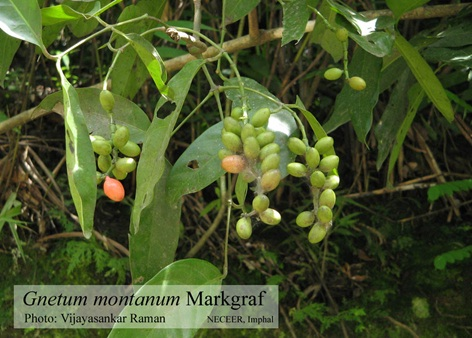 Gnetum montanum Markgraf
Photo: Vijayasankar Raman NECEER, Imphal